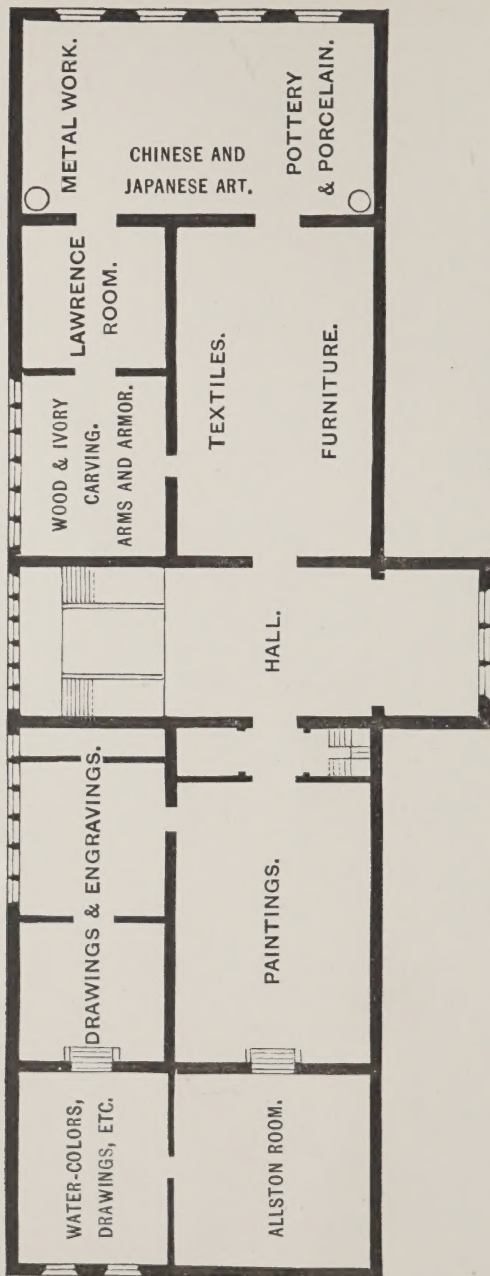 METAL WORK.
CHINESE AND
JAPANESE ART.
POTTERY
& PORCELAIN.
LAWRENCE
ROOM.
WOOD & IVORY
CARVING.
ARMS AND ARMOR.
TEXTILES.
FURNITURE.
HALL.
DRAWINGS & ENGRAVINGS.
PAINTINGS.
WATER-COLORS,
DRAWINGS, ETC.
ALLSTON ROOM.